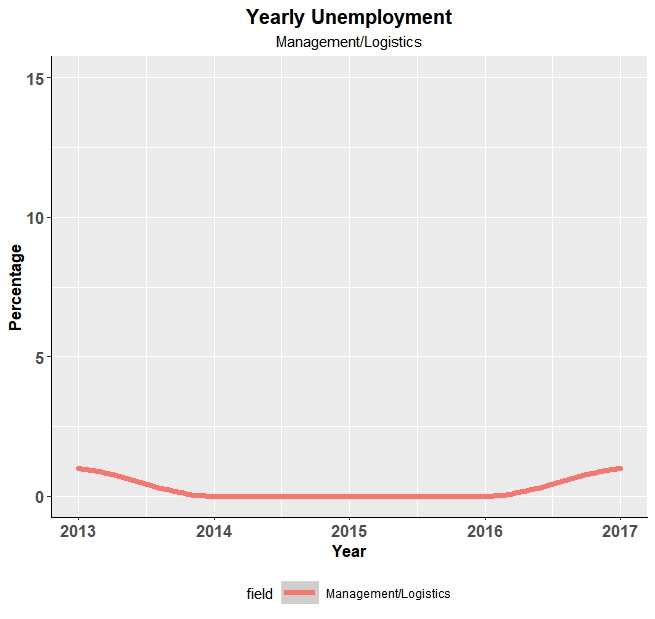 Yearly Unemployment
Management/Logistics
15
10
5
0
Percentage
2013 2014 2015 2016 2017
Year
field Management/Logistics